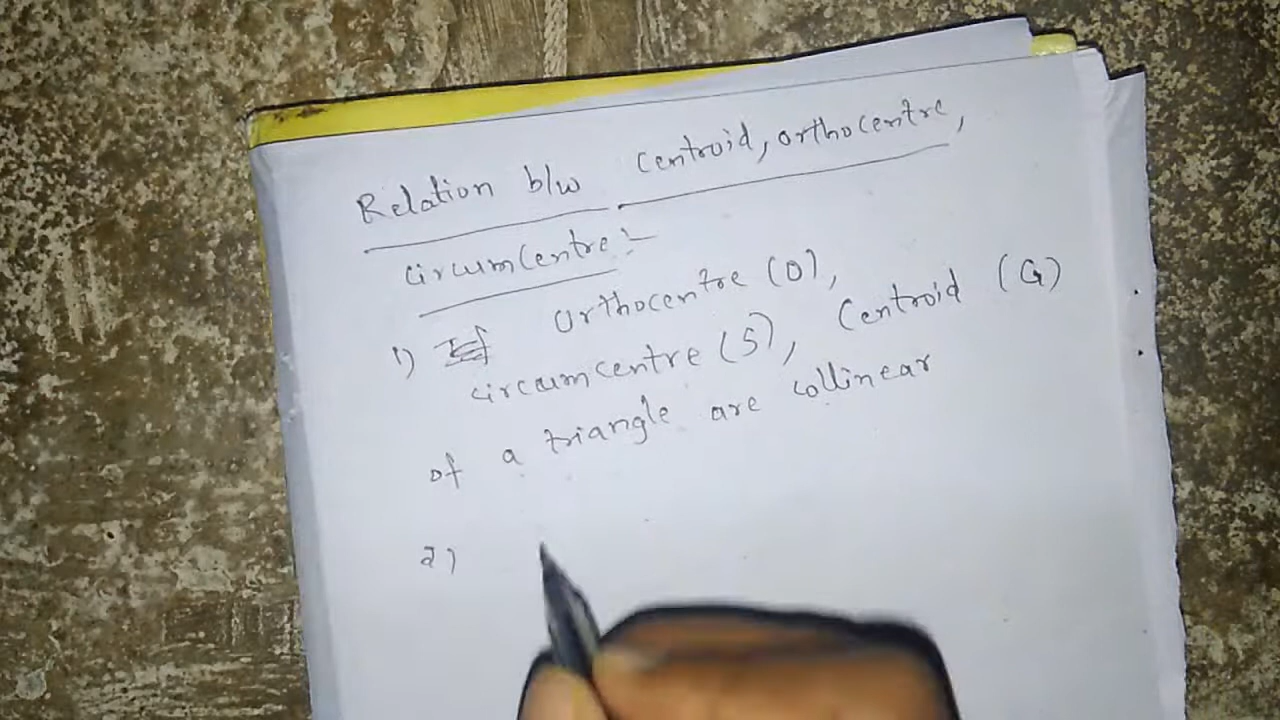 Relation b/w centroid, orthocentre,
circumcentre :-
1) Orthocentre (O),
circumcentre (S), Centroid (G)
of a triangle are collinear
2)